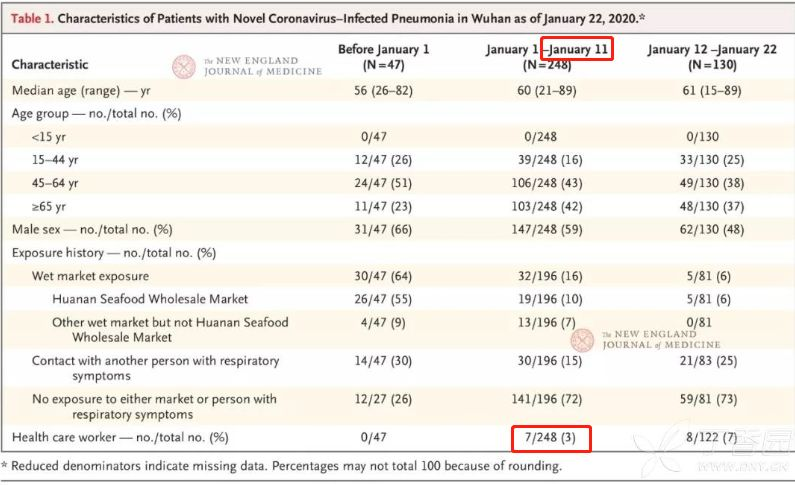 Table 1. Characteristics of Patients with Novel Coronavirus–Infected Pneumonia in Wuhan as of January 22, 2020.*
Characteristic Before January 1 (N=47) January 1–January 11 (N=248) January 12–January 22 (N=130)
The NEW ENGLAND JOURNAL of MEDICINE
Median age (range) — yr 56 (26–82) 60 (21–89) 61 (15–89)
Age group — no./total no. (%)
<15 yr 0/47 0/248 0/130
15–44 yr 12/47 (26) 39/248 (16) 33/130 (25)
45–64 yr 24/47 (51) 106/248 (43) 49/130 (38)
≥65 yr 11/47 (23) 103/248 (42) 48/130 (37)
Male sex — no./total no. (%) 31/47 (66) 147/248 (59) 62/130 (48)
Exposure history — no./total no. (%)
Wet market exposure 30/47 (64) 32/196 (16) 5/81 (6)
Huanan Seafood Wholesale Market 26/47 (55) 19/196 (10) 5/81 (6)
Other wet market but not Huanan Seafood 4/47 (9) 13/196 (7) 0/81
Wholesale Market
The NEW ENGLAND JOURNAL of MEDICINE
Contact with another person with respiratory 14/47 (30) 30/196 (15) 21/83 (25)
symptoms
No exposure to either market or person with 12/27 (26) 141/196 (72) 59/81 (73)
respiratory symptoms
Health care worker — no./total no. (%) 0/47 7/248 (3) 8/122 (7)
* Reduced denominators indicate missing data. Percentages may not total 100 because of rounding.
丁香园
WWW.DXY.CN